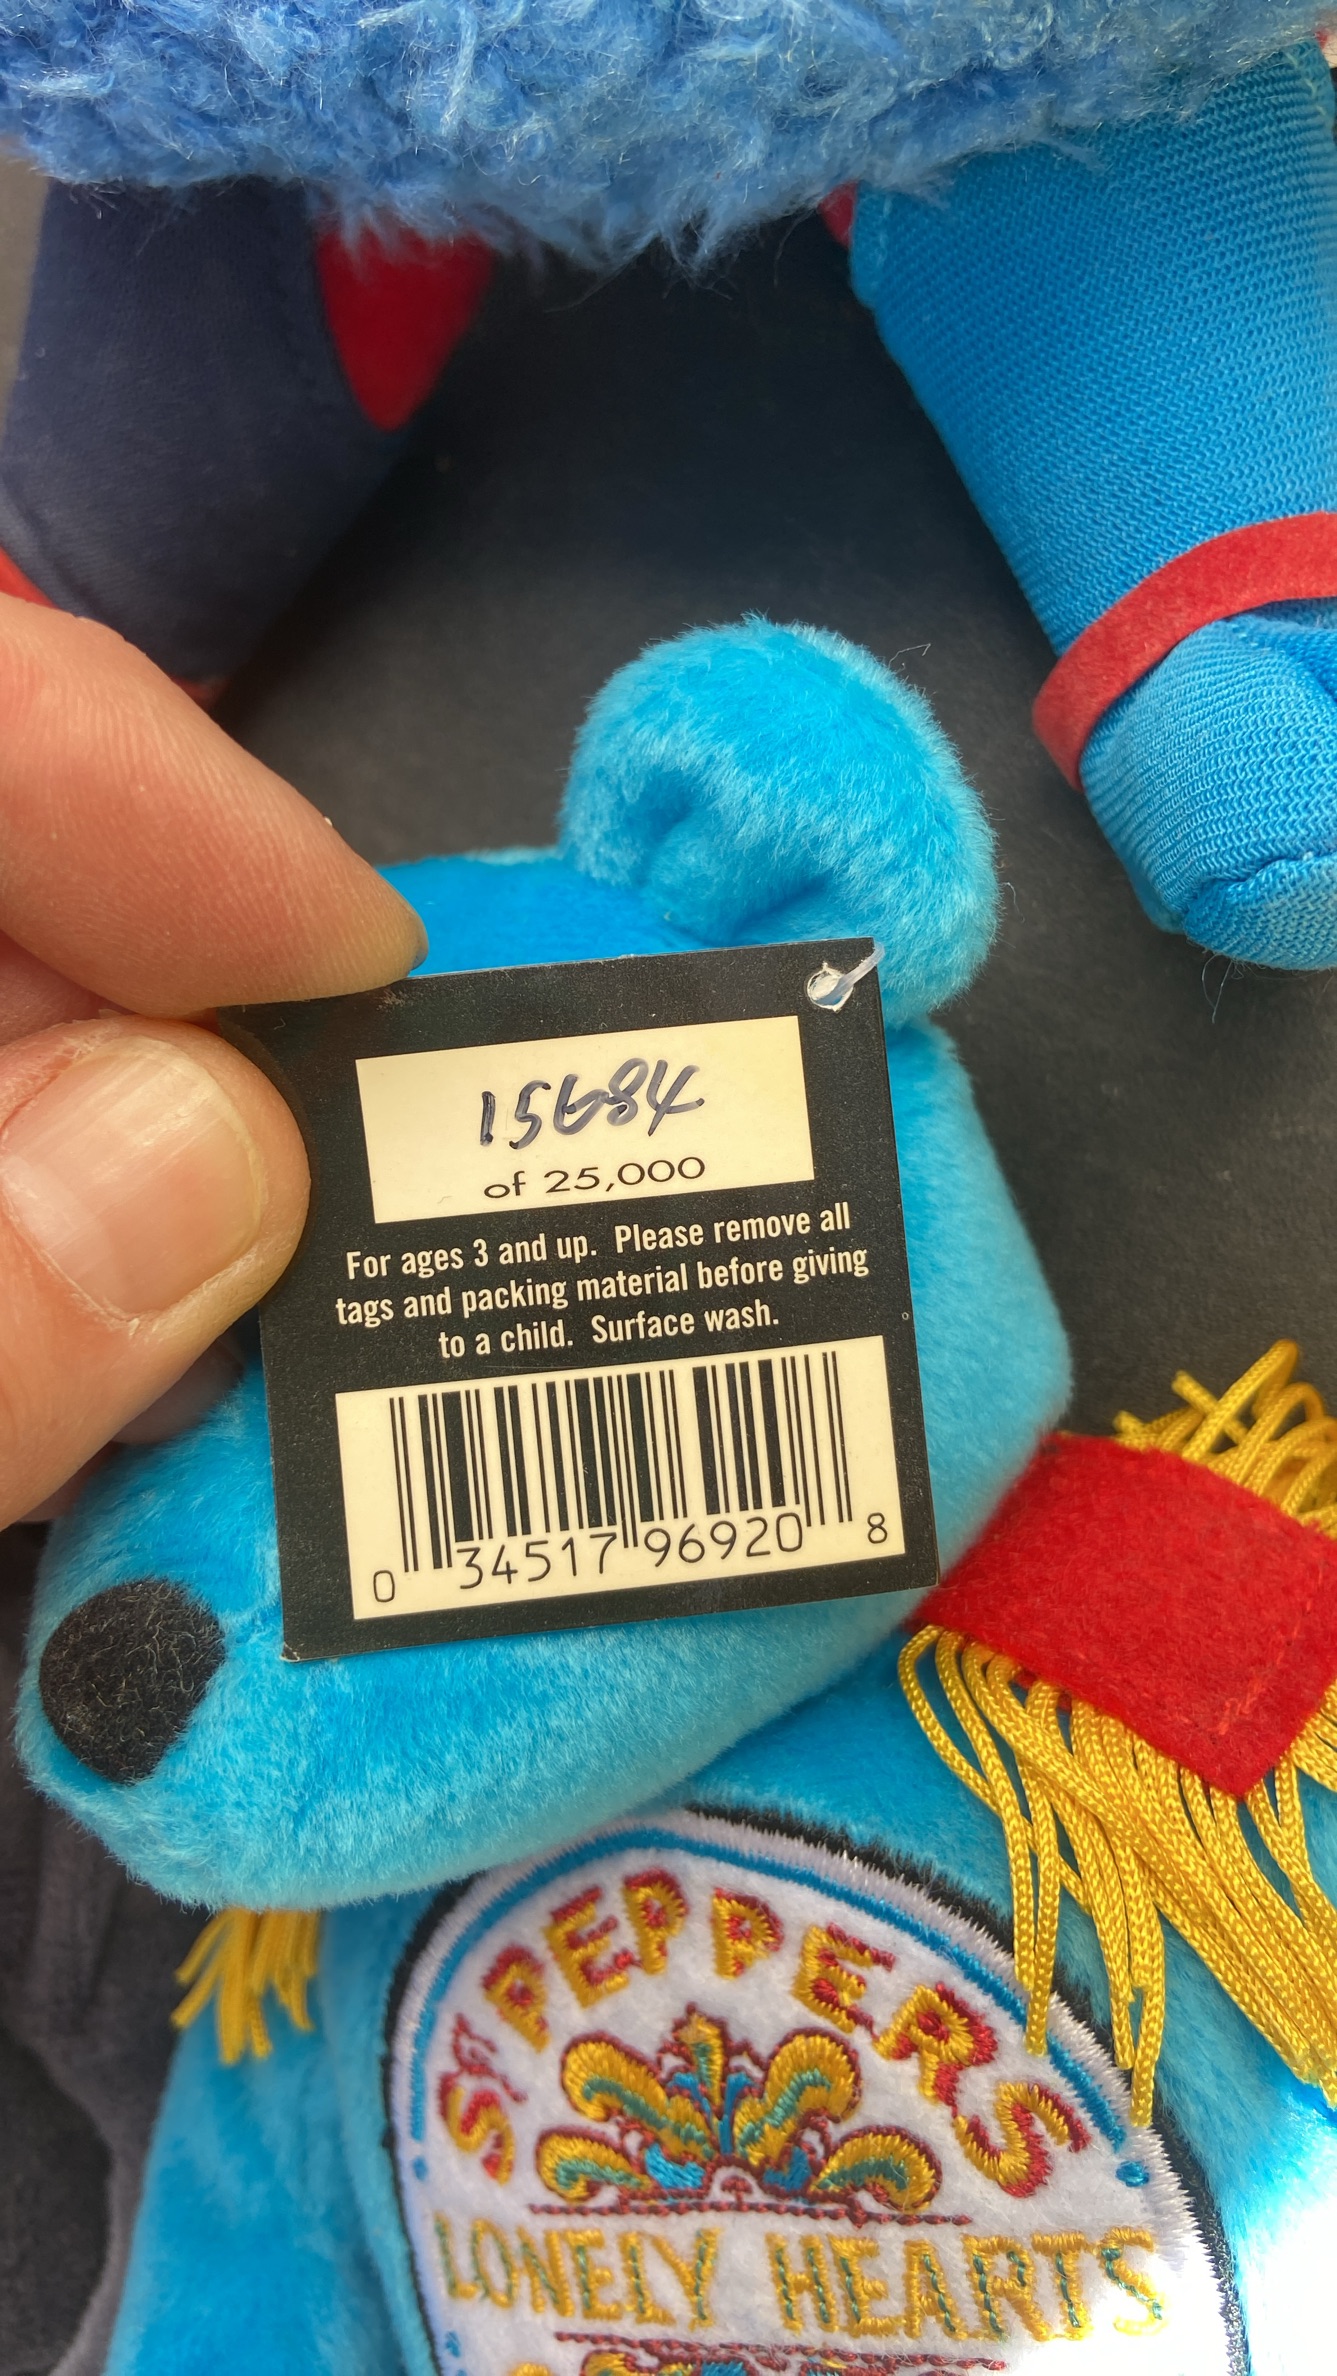 15684
of 25,000
For ages 3 and up. Please remove all
tags and packing material before giving
to a child. Surface wash.
0 34517 96920 8
SGT PEPPERS
LONELY HEARTS